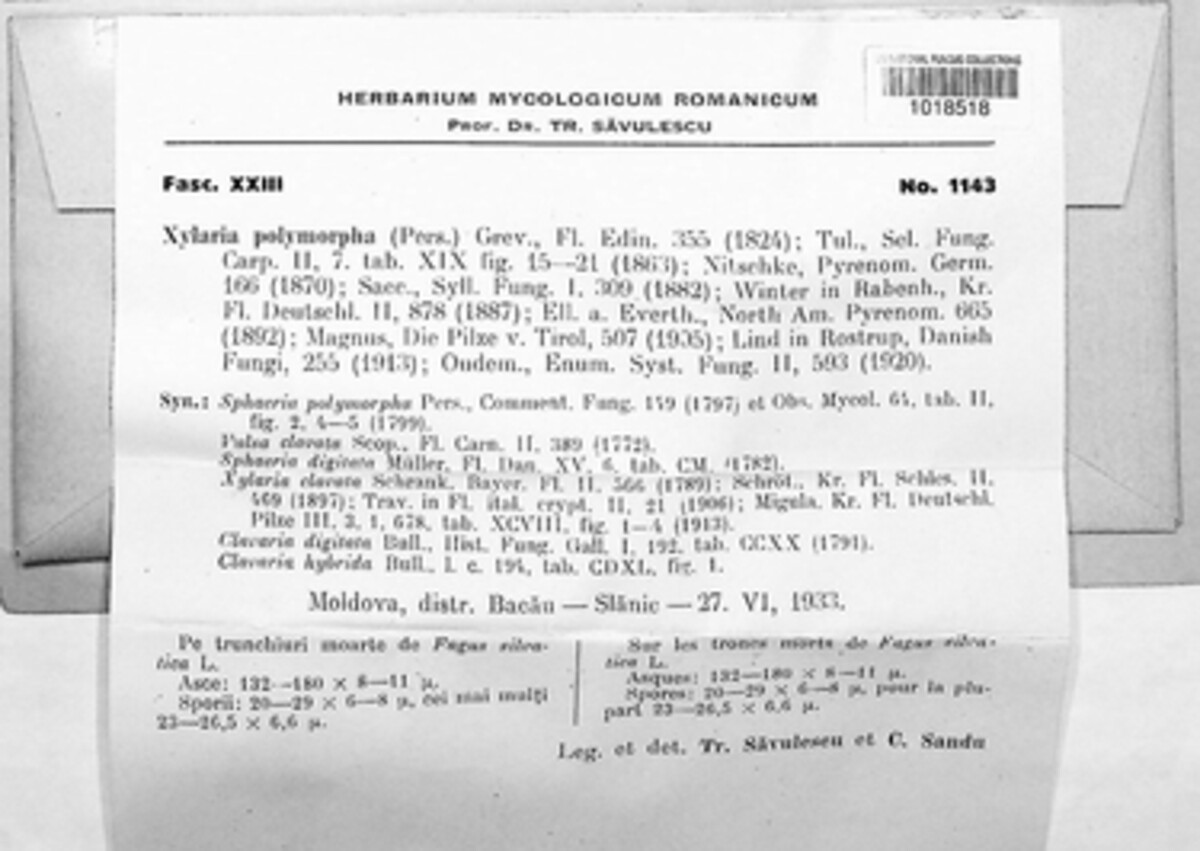 NATIONAL FUNGUS COLLECTIONS
1018518
HERBARIUM MYCOLOGICUM ROMANICUM
Prof. Dr. TR. SĂVULESCU
Fasc. XXIII
No. 1143
Xylaria polymorpha (Pers.) Grev., Fl. Edin. 355 (1824); Tul., Sel. Fung.
Carp. II, 7. tab. XIX fig. 15—21 (1863); Nitschke, Pyrenom. Germ.
166 (1870); Sacc., Syll. Fung. I, 309 (1882); Winter in Rabenh., Kr.
Fl. Deutschl. II, 878 (1887); Ell. a. Everth., North Am. Pyrenom. 665
(1892); Magnus, Die Pilze v. Tirol, 507 (1905); Lind in Rostrup, Danish
Fungi, 255 (1913); Oudem., Enum. Syst. Fung. II, 593 (1920).
Syn.: Sphaeria polymorpha Pers., Comment. Fung. 149 (1797) et Obs. Mycol. 64, tab. II,
fig. 2, 4—5 (1799).
Valsa clavata Scop., Fl. Carn. II, 389 (1772).
Sphaeria digitata Müller, Fl. Dan. XV, 6, tab. CM. (1782).
Xylaria clavata Schrank, Bayer. Fl. II, 566 (1789); Schröt., Kr. Fl. Schles. II,
469 (1897); Trav. in Fl. ital. crypt. II, 21 (1906); Migula, Kr. Fl. Deutschl.
Pilze III, 3, 1, 678, tab. XCVIII, fig. 1—4 (1913).
Clavaria digitata Bull., Hist. Fung. Gall. I, 192, tab. CCXX (1791).
Clavaria hybrida Bull., l. c. 194, tab. CDXL, fig. 1.
Moldova, distr. Bacău — Slănic — 27. VI, 1933.
Pe trunchiuri moarte de Fagus silva-
tica L.
Asce: 132—180 × 8—11 μ.
Sporii: 20—29 × 6—8 μ, cei mai mulți
23—26,5 × 6,6 μ.
Sur les troncs morts de Fagus silva-
tica L.
Asques: 132—180 × 8—11 μ.
Spores: 20—29 × 6—8 μ, pour la plu-
part 23—26,5 × 6,6 μ.
Leg. et det. Tr. Săvulescu et C. Sandu